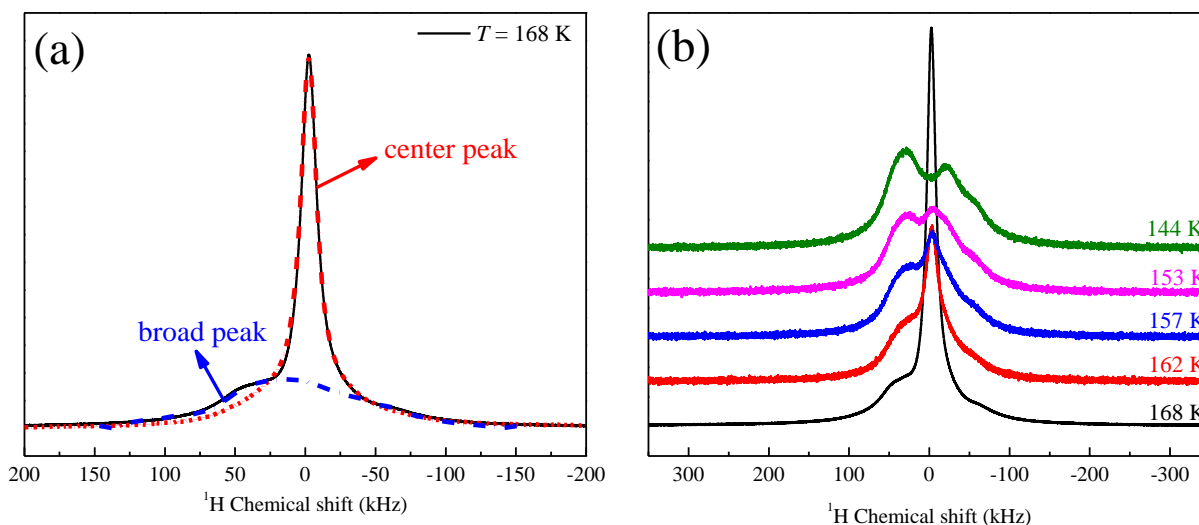 (a)
T = 168 K
center peak
broad peak
200 150 100 50 0 -50 -100 -150 -200
¹H Chemical shift (kHz)
(b)
144 K
153 K
157 K
162 K
168 K
300 200 100 0 -100 -200 -300
¹H Chemical shift (kHz)